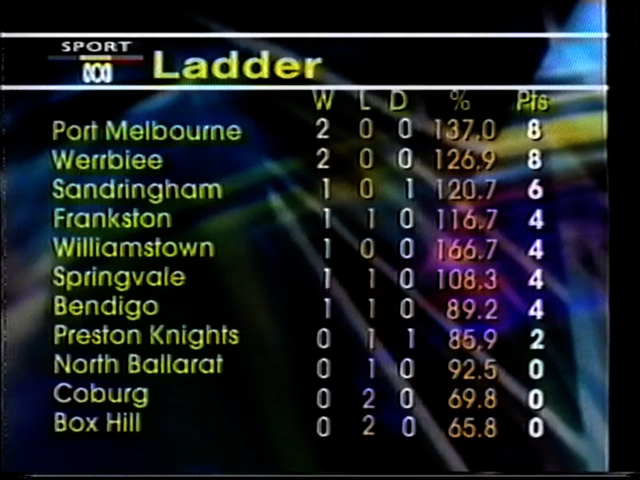 SPORT
Ladder
W L D % Pts
Port Melbourne 2 0 0 137.0 8
Werrbiee 2 0 0 126.9 8
Sandringham 1 0 1 120.7 6
Frankston 1 1 0 116.7 4
Williamstown 1 0 0 166.7 4
Springvale 1 1 0 108.3 4
Bendigo 1 1 0 89.2 4
Preston Knights 0 1 1 85.9 2
North Ballarat 0 1 0 92.5 0
Coburg 0 2 0 69.8 0
Box Hill 0 2 0 65.8 0